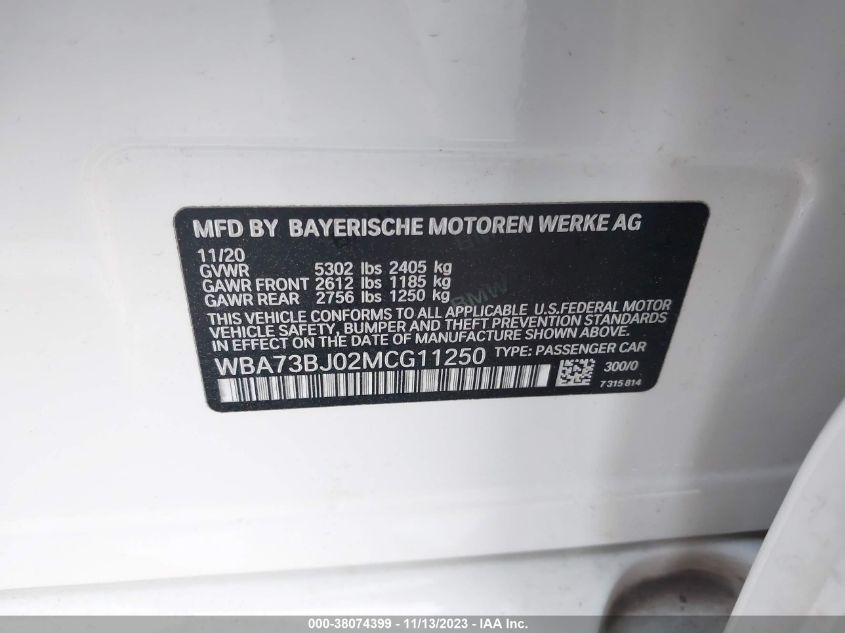 MFD BY BAYERISCHE MOTOREN WERKE AG
11/20
GVWR 5302 lbs 2405 kg
GAWR FRONT 2612 lbs 1185 kg
GAWR REAR 2756 lbs 1250 kg
BMW
THIS VEHICLE CONFORMS TO ALL APPLICABLE U.S.FEDERAL MOTOR
VEHICLE SAFETY, BUMPER AND THEFT PREVENTION STANDARDS
IN EFFECT ON THE DATE OF MANUFACTURE SHOWN ABOVE.
WBA73BJ02MCG11250 TYPE: PASSENGER CAR
300/0
7 315 814
000-38074399 - 11/13/2023 - © IAA Inc.